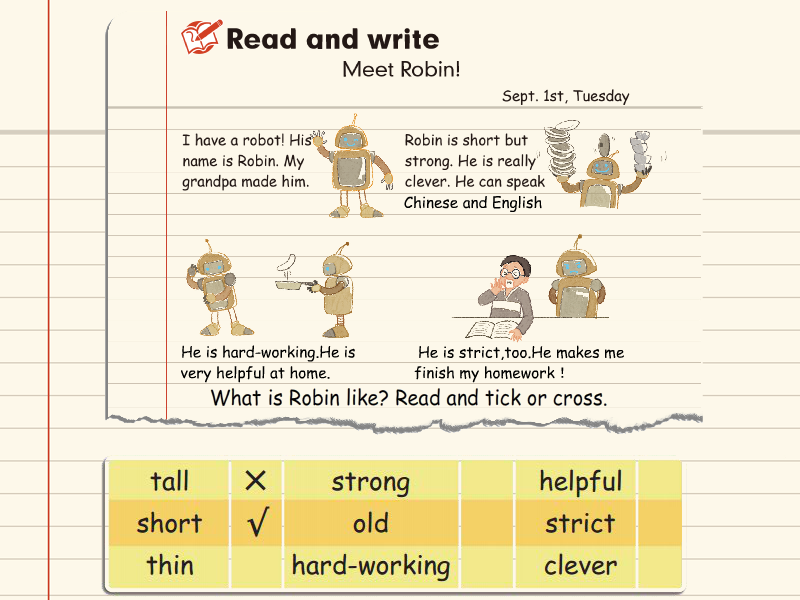 Read and write
Meet Robin!
Sept. 1st, Tuesday
I have a robot! His
name is Robin. My
grandpa made him.
Robin is short but
strong. He is really
clever. He can speak
Chinese and English
He is hard-working.He is
very helpful at home.
He is strict,too.He makes me
finish my homework !
What is Robin like? Read and tick or cross.
tall × strong helpful
short √ old strict
thin hard-working clever